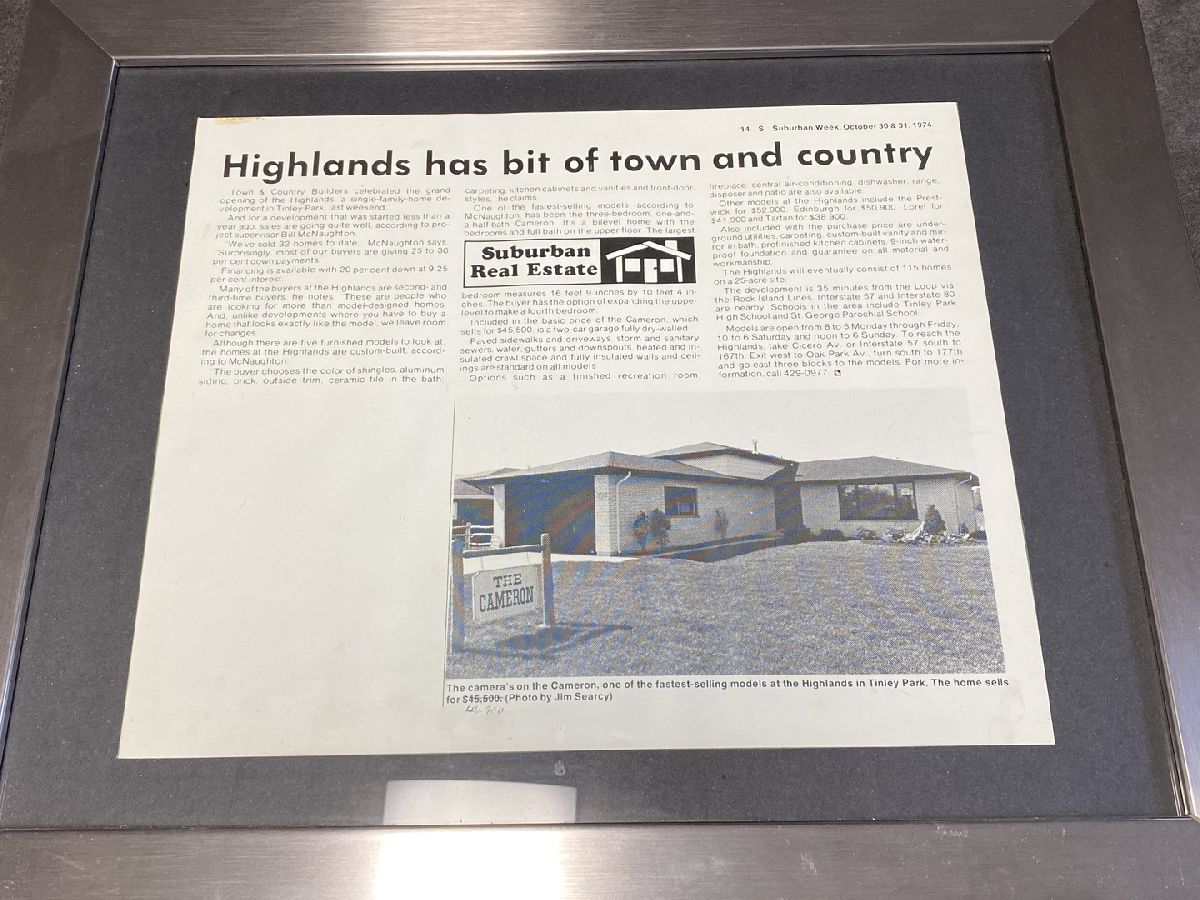 14 S Suburban Week, October 30 & 31, 1974
Highlands has bit of town and country
Town & Country Builders celebrated the grand
opening of the Highlands, a single-family-home de-
velopment in Tinley Park, last weekend.
And for a development that was started less than a
year ago, sales are going quite well, according to pro-
ject supervisor Bill McNaughton.
"We've sold 32 homes to date," McNaughton says.
"Surprisingly, most of our buyers are giving 25 to 30
per cent down payments."
Financing is available with 20 per cent down at 9.25
per cent interest.
Many of the buyers at the Highlands are second- and
third-time buyers, he notes. "These are people who
are looking for more than model-designed homes.
And, unlike developments where you have to buy a
home that looks exactly like the model, we leave room
for changes."
Although there are five furnished models to look at,
the homes at the Highlands are custom-built, accord-
ing to McNaughton.
The buyer chooses the color of shingles, aluminum
siding, brick, outside trim, ceramic tile in the bath,
carpeting, kitchen cabinets and vanities and front-door
styles, he claims.
One of the fastest-selling models, according to
McNaughton, has been the three-bedroom, one-and-
a-half-bath Cameron. It's a bilevel home with the
bedrooms and full bath on the upper floor. The largest
Suburban
Real Estate
bedroom measures 16 feet 9 inches by 10 feet 4 in-
ches. The buyer has the option of expanding the upper
level to make a fourth bedroom.
Included in the basic price of the Cameron, which
sells for $45,500, is a two-car garage fully dry-walled.
Paved sidewalks and driveways, storm and sanitary
sewers, water, gutters and downspouts, heated and in-
sulated crawl space and fully insulated walls and ceil-
ings are standard on all models.
Options such as a finished recreation room,
fireplace, central air-conditioning, dishwasher, range,
disposer and patio are also available.
Other models at the Highlands include the Prest-
wick for $52,000, Edinburgh for $50,900, Lorel for
$41,000 and Tartan for $38,900.
Also included with the purchase price are under-
ground utilities, carpeting, custom-built vanity and mir-
ror in bath, prefinished kitchen cabinets, 8-inch water-
proof foundation and guarantee on all material and
workmanship.
The Highlands will eventually consist of 115 homes
on a 25-acre site.
The development is 35 minutes from the Loop via
the Rock Island Lines. Interstate 57 and Interstate 80
are nearby. Schools in the area include Tinley Park
High School and St. George Parochial School.
Models are open from 8 to 5 Monday through Friday,
10 to 6 Saturday and noon to 6 Sunday. To reach the
Highlands, take Cicero Av. or Interstate 57 south to
167th. Exit west to Oak Park Av., turn south to 177th
and go east three blocks to the models. For more in-
formation, call 429-0977.
THE
CAMERON
The camera's on the Cameron, one of the fastest-selling models at the Highlands in Tinley Park. The home sells
for $45,500. (Photo by Jim Searcy)